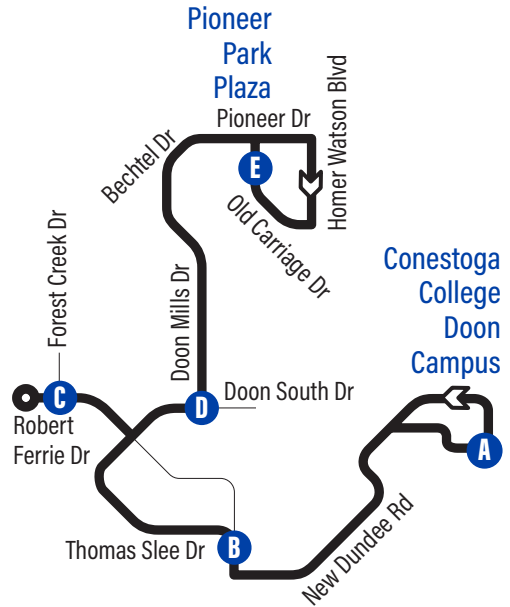 Pioneer
Park
Plaza
Pioneer Dr
Homer Watson Blvd
Bechtel Dr
E
Old Carriage Dr
Forest Creek Dr
Doon Mills Dr
Conestoga
College
Doon
Campus
C
D
Doon South Dr
Robert
Ferrie Dr
A
Thomas Slee Dr
B
New Dundee Rd